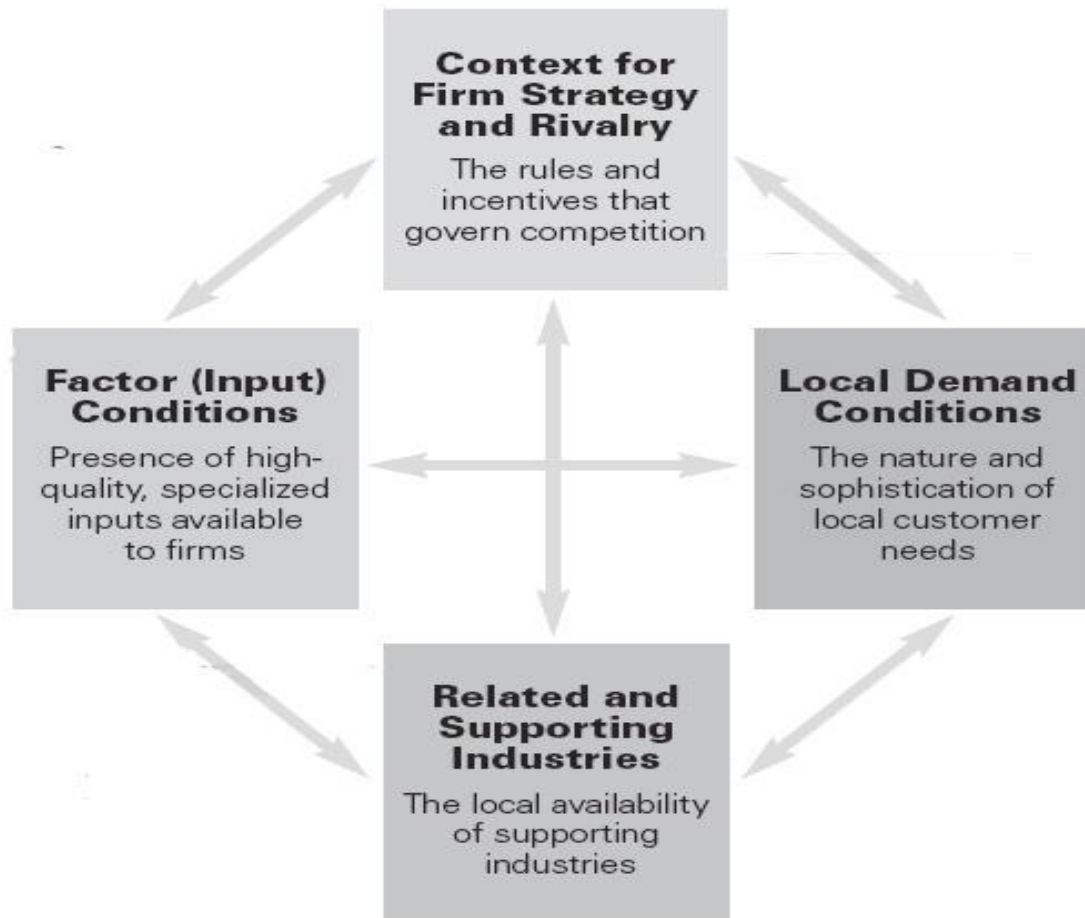 Context for
Firm Strategy
and Rivalry
The rules and
incentives that
govern competition
Factor (Input)
Conditions
Presence of high-
quality, specialized
inputs available
to firms
Local Demand
Conditions
The nature and
sophistication of
local customer
needs
Related and
Supporting
Industries
The local availability
of supporting
industries